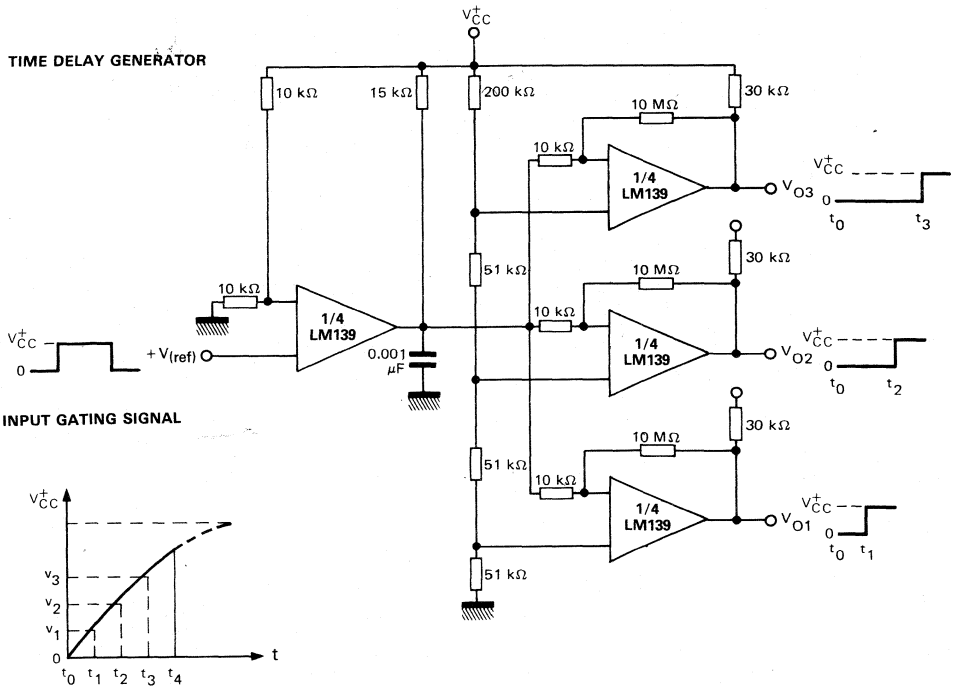 V+CC
TIME DELAY GENERATOR
10 kΩ
15 kΩ
200 kΩ
30 kΩ
10 MΩ
10 kΩ
1/4
LM139
VO3
V+CC
0
t0 t3
51 kΩ
30 kΩ
10 MΩ
10 kΩ
10 kΩ
1/4
LM139
1/4
LM139
VO2
V+CC
0
t0 t2
V+CC
0
+V(ref)
0.001
µF
INPUT GATING SIGNAL
30 kΩ
10 MΩ
51 kΩ
10 kΩ
1/4
LM139
VO1
V+CC
0
t0 t1
51 kΩ
V+CC
v3
v2
v1
0
t0 t1 t2 t3 t4
t